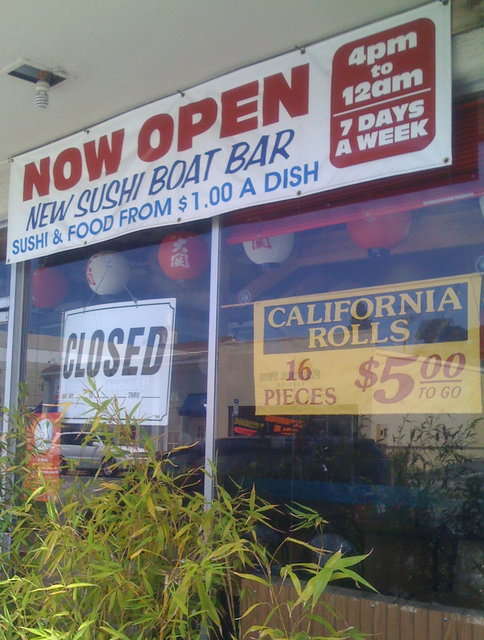 NOW OPEN
NEW SUSHI BOAT BAR
SUSHI & FOOD FROM $1.00 A DISH
4pm
to
12am
7 DAYS
A WEEK
CLOSED
CALIFORNIA
ROLLS
16
PIECES
$5.00
TO GO